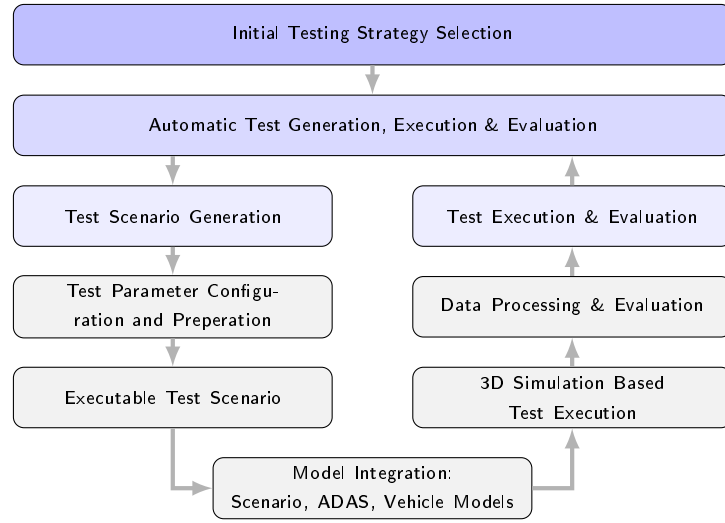 Initial Testing Strategy Selection
Automatic Test Generation, Execution & Evaluation
Test Scenario Generation
Test Execution & Evaluation
Test Parameter Configu-
ration and Preperation
Data Processing & Evaluation
Executable Test Scenario
3D Simulation Based
Test Execution
Model Integration:
Scenario, ADAS, Vehicle Models